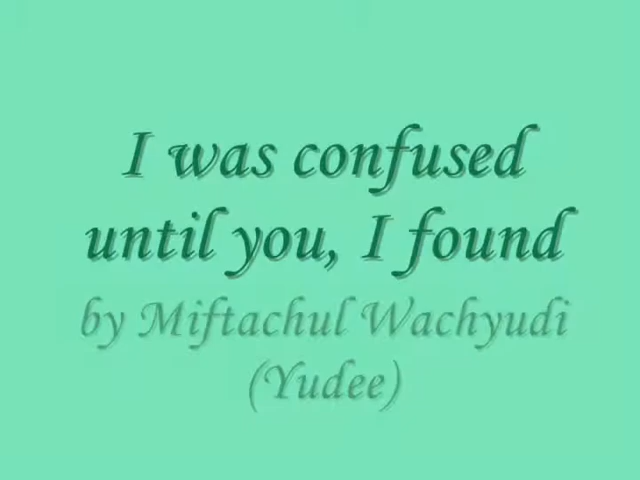 I was confused
until you, I found
by Miftachul Wachyudi
(Yudee)